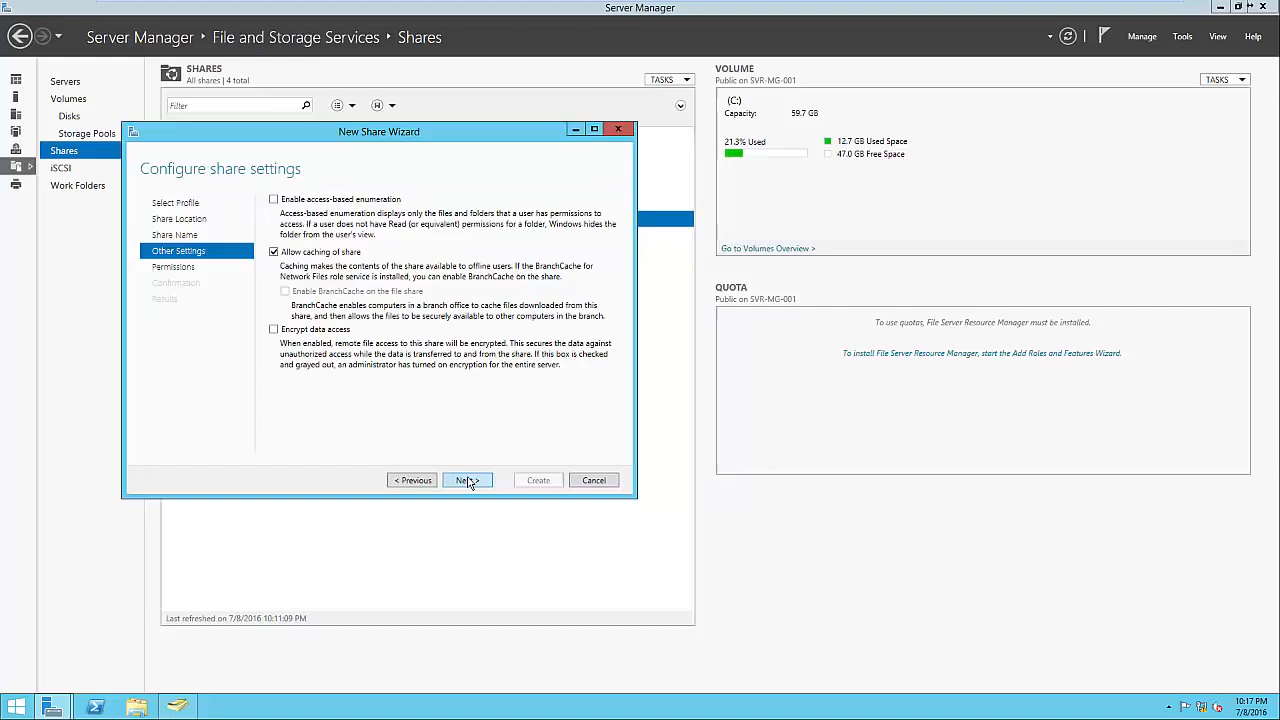 Server Manager
Server Manager • File and Storage Services • Shares
Manage Tools View Help
Servers
Volumes
Disks
Storage Pools
Shares
iSCSI
Work Folders
SHARES
All shares | 4 total
TASKS
Filter
New Share Wizard
Configure share settings
Select Profile
Share Location
Share Name
Other Settings
Permissions
Confirmation
Results
Enable access-based enumeration
Access-based enumeration displays only the files and folders that a user has permissions to
access. If a user does not have Read (or equivalent) permissions for a folder, Windows hides the
folder from the user's view.
Allow caching of share
Caching makes the contents of the share available to offline users. If the BranchCache for
Network Files role service is installed, you can enable BranchCache on the share.
Enable BranchCache on the file share
BranchCache enables computers in a branch office to cache files downloaded from this
share, and then allows the files to be securely available to other computers in the branch.
Encrypt data access
When enabled, remote file access to this share will be encrypted. This secures the data against
unauthorized access while the data is transferred to and from the share. If this box is checked
and grayed out, an administrator has turned on encryption for the entire server.
< Previous
Next >
Create
Cancel
Last refreshed on 7/8/2016 10:11:09 PM
VOLUME
Public on SVR-MG-001
TASKS
(C:)
Capacity: 59.7 GB
21.3% Used
12.7 GB Used Space
47.0 GB Free Space
Go to Volumes Overview >
QUOTA
Public on SVR-MG-001
To use quotas, File Server Resource Manager must be installed.
To install File Server Resource Manager, start the Add Roles and Features Wizard.
10:17 PM
7/8/2016